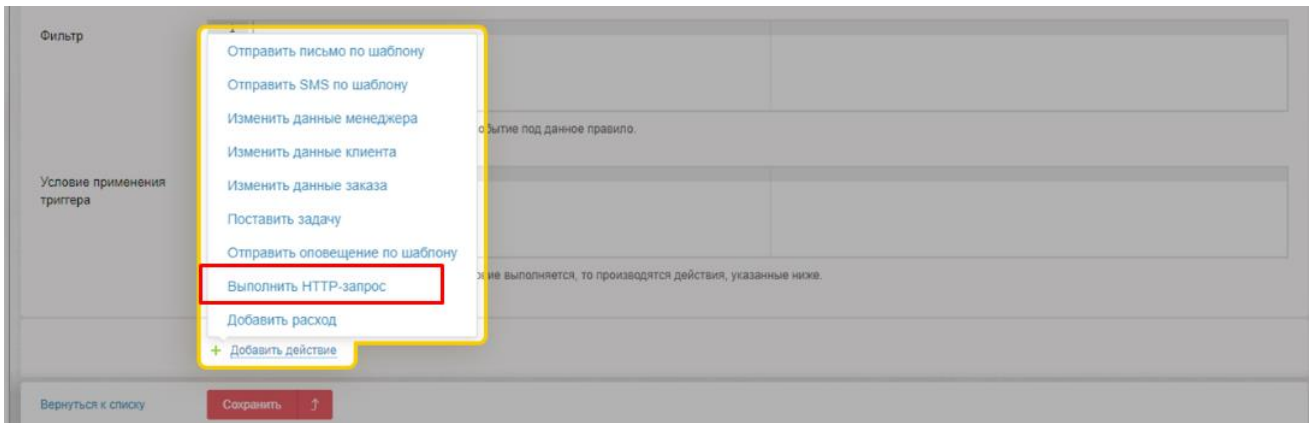 Фильтр
1
Отправить письмо по шаблону
Отправить SMS по шаблону
Изменить данные менеджера
обытие под данное правило.
Изменить данные клиента
Условие применения
триггера
Изменить данные заказа
Поставить задачу
Отправить оповещение по шаблону
вие выполняется, то производятся действия, указанные ниже.
Выполнить HTTP-запрос
Добавить расход
+ Добавить действие
Вернуться к списку
Сохранить